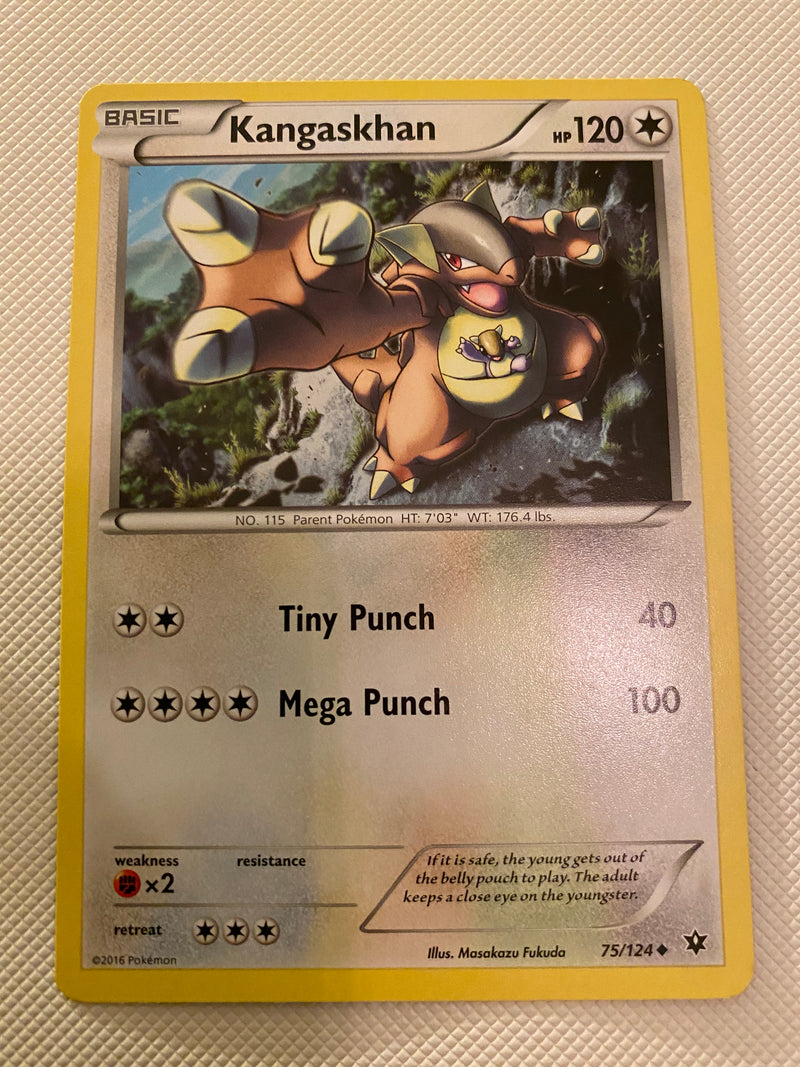 BASIC Kangaskhan HP 120
NO. 115 Parent Pokémon HT: 7'03" WT: 176.4 lbs.
Tiny Punch 40
Mega Punch 100
weakness resistance
×2
If it is safe, the young gets out of
the belly pouch to play. The adult
keeps a close eye on the youngster.
retreat
©2016 Pokémon
Illus. Masakazu Fukuda 75/124